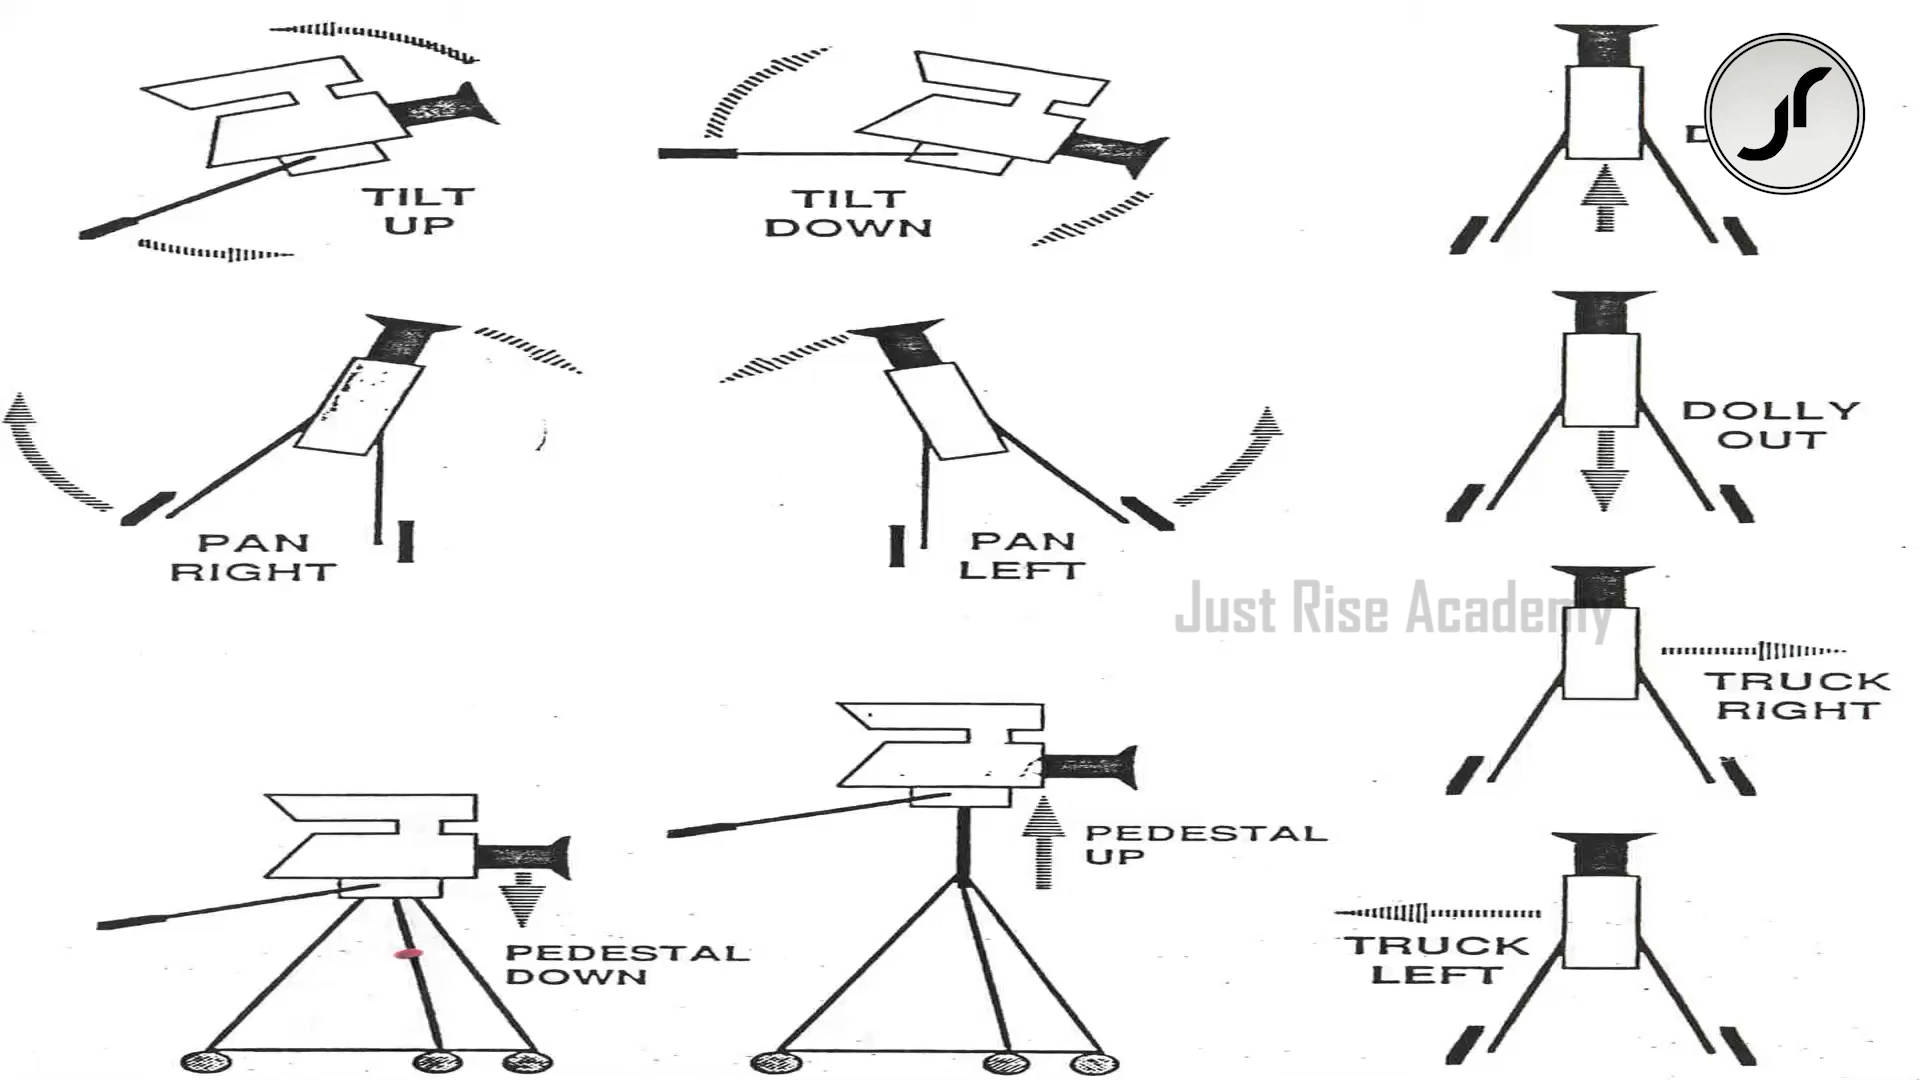 TILT
UP
TILT
DOWN
PAN
RIGHT
PAN
LEFT
DOLLY
OUT
Just Rise Academy
TRUCK
RIGHT
PEDESTAL
UP
PEDESTAL
DOWN
TRUCK
LEFT